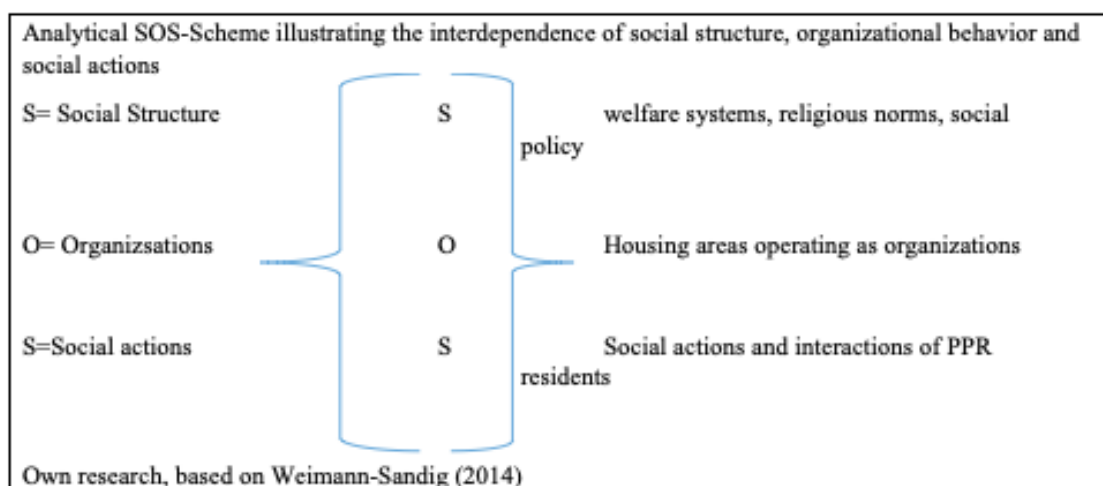 Analytical SOS-Scheme illustrating the interdependence of social structure, organizational behavior and
social actions
S= Social Structure S welfare systems, religious norms, social
policy
O= Organizsations O Housing areas operating as organizations
S=Social actions S Social actions and interactions of PPR
residents
Own research, based on Weimann-Sandig (2014)